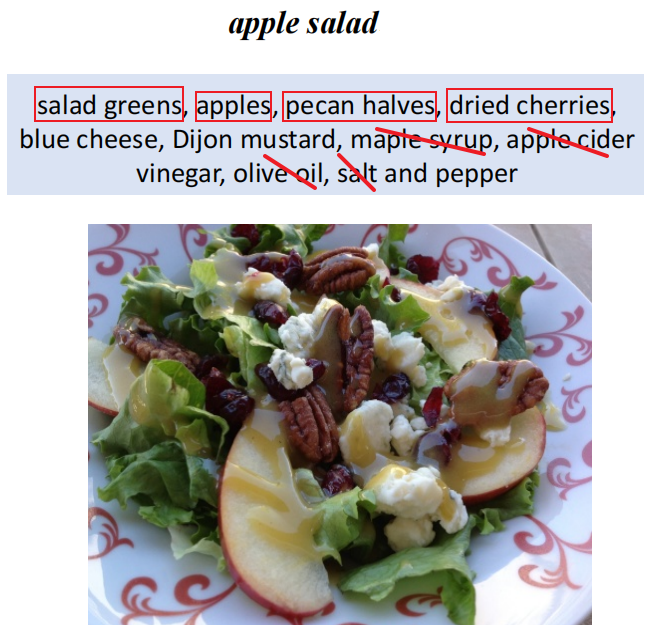 apple salad
salad greens, apples, pecan halves, dried cherries,
blue cheese, Dijon mustard, maple syrup, apple cider
vinegar, olive oil, salt and pepper